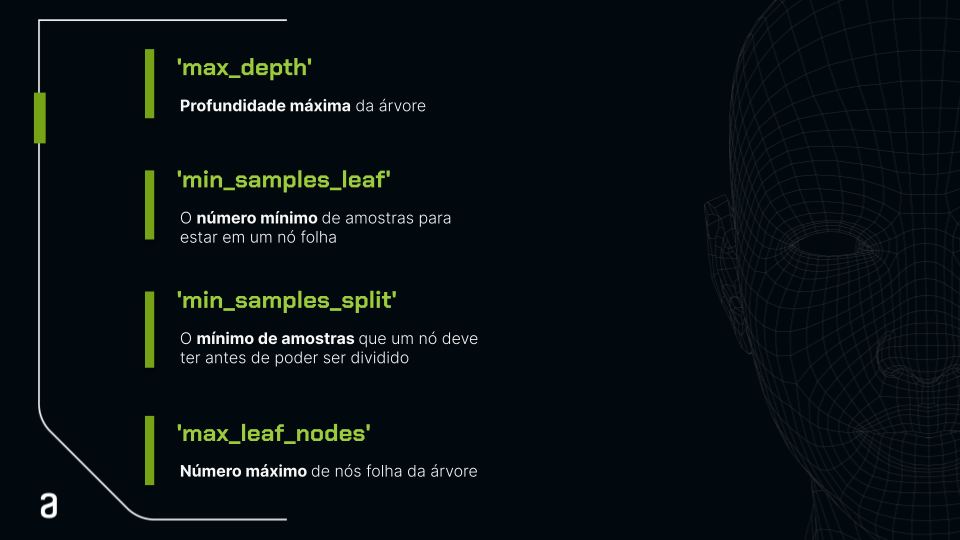 'max_depth'
Profundidade máxima da árvore
'min_samples_leaf'
O número mínimo de amostras para
estar em um nó folha
'min_samples_split'
O mínimo de amostras que um nó deve
ter antes de poder ser dividido
'max_leaf_nodes'
Número máximo de nós folha da árvore
a